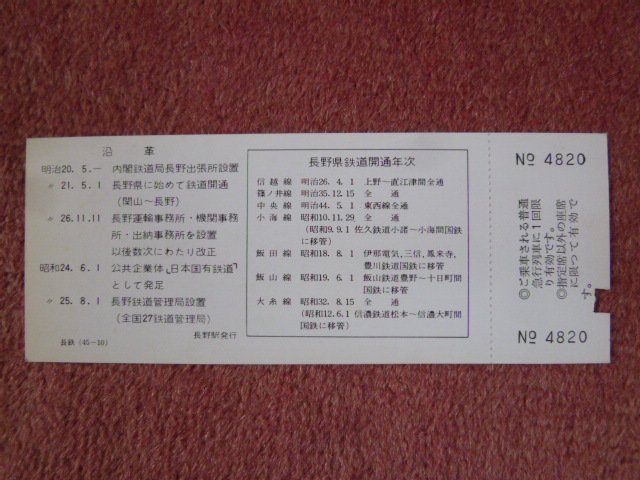 沿革
明治20.5.― 内閣鉄道局長野出張所設置
〃21.5.1 長野県に始めて鉄道開通
(関山～長野)
〃26.11.11 長野運輸事務所・機関事務
所・出納事務所を設置
以後数次にわたり改正
昭和24.6.1 公共企業体「日本国有鉄道」
として発足
〃25.8.1 長野鉄道管理局設置
(全国27鉄道管理局)
長野駅発行
長鉄(45-10)
長野県鉄道開通年次
信越線 明治26.4.1 上野～直江津間全通
篠ノ井線 明治35.12.15 全通
中央線 明治44.5.1 東西線全通
小海線 昭和10.11.29 全通
(昭和9.9.1 佐久鉄道小諸～小海間国鉄
に移管)
飯田線 昭和18.8.1 伊那電気,三信,鳳来寺,
豊川鉄道国鉄に移管
飯山線 昭和19.6.1 飯山鉄道豊野～十日町間
国鉄に移管
大糸線 昭和32.8.15 全通
(昭和12.6.1 信濃鉄道松本～信濃大町間
国鉄に移管)
№ 4820
◎ご乗車される普通
急行列車に1回限
り有効です。
◎指定席以外の座席
に限って有効で
す。
№ 4820